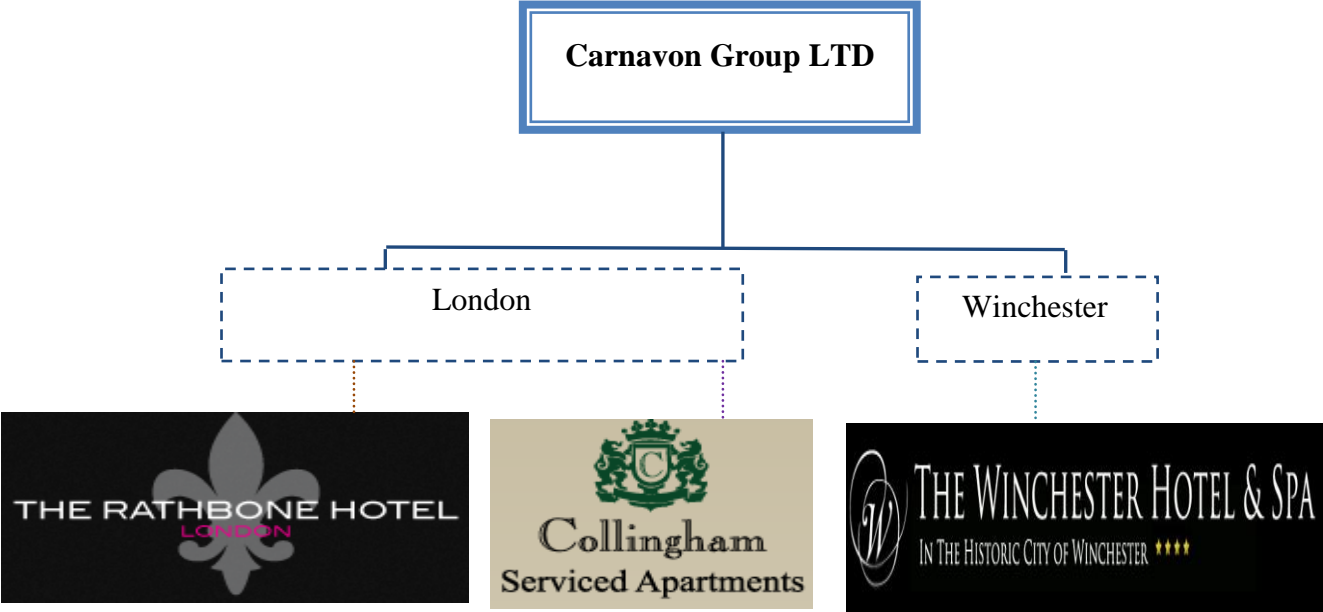 Carnavon Group LTD
London
Winchester
THE RATHBONE HOTEL
LONDON
C
Collingham
Serviced Apartments
W
THE WINCHESTER HOTEL & SPA
IN THE HISTORIC CITY OF WINCHESTER ****